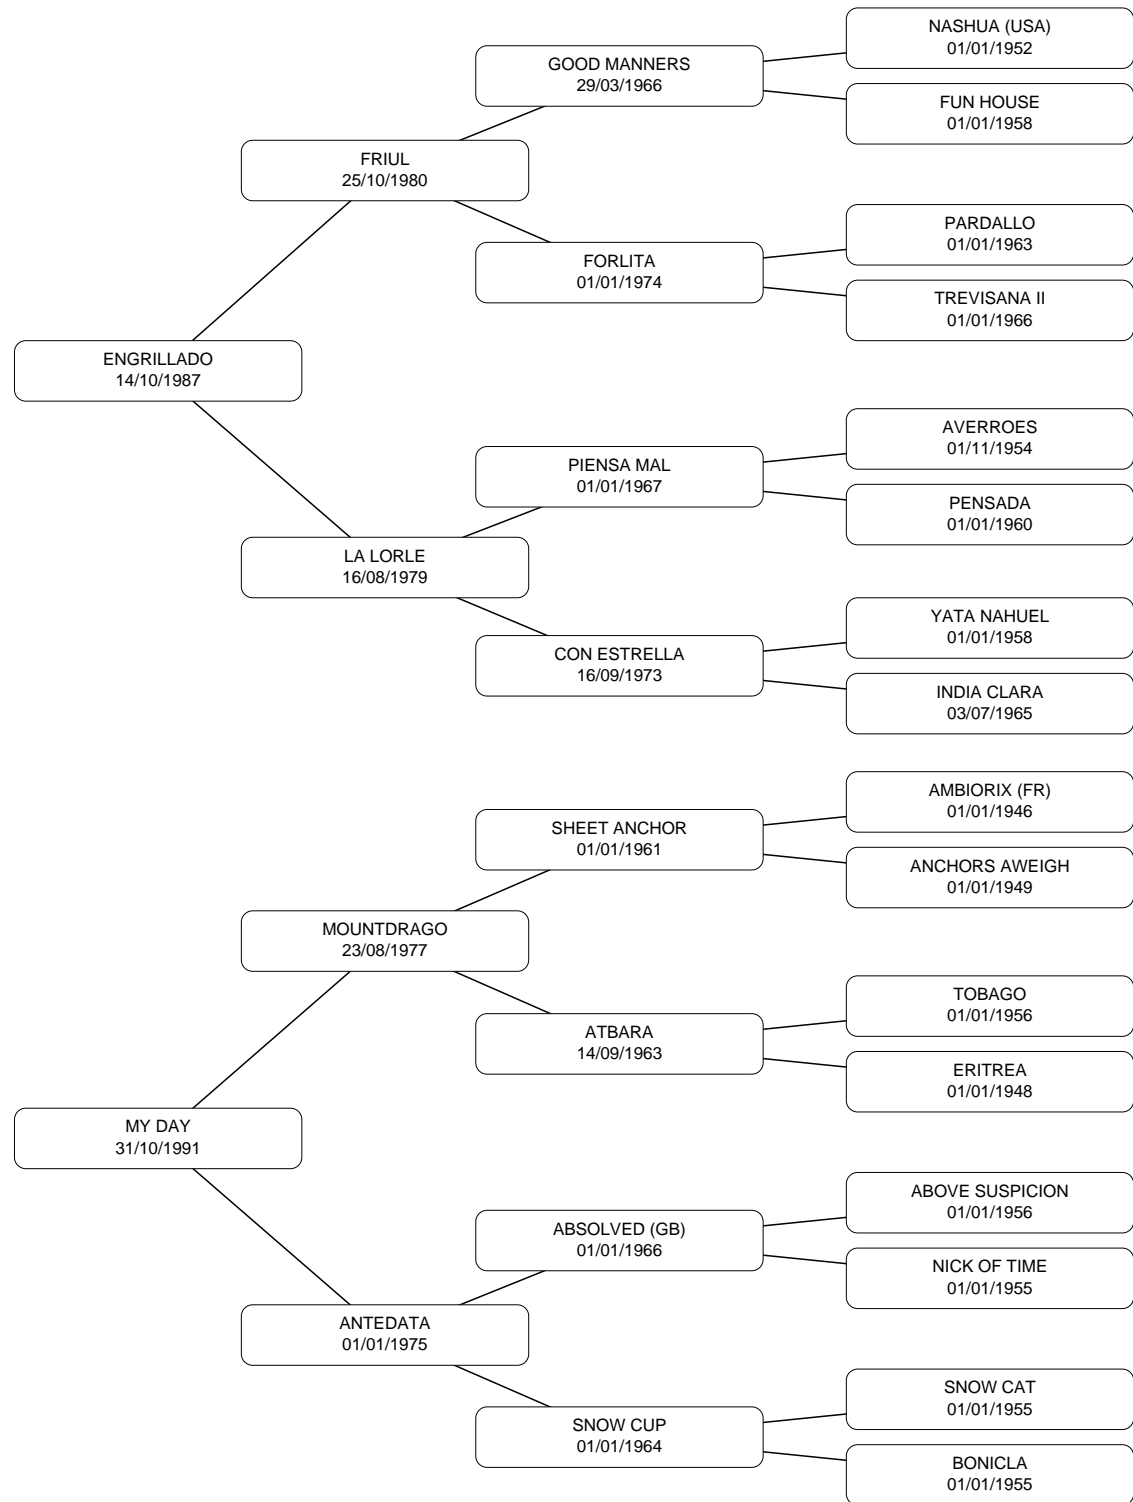 NASHUA (USA)
01/01/1952
GOOD MANNERS
29/03/1966
FUN HOUSE
01/01/1958
FRIUL
25/10/1980
PARDALLO
01/01/1963
FORLITA
01/01/1974
TREVISANA II
01/01/1966
ENGRILLADO
14/10/1987
AVERROES
01/11/1954
PIENSA MAL
01/01/1967
PENSADA
01/01/1960
LA LORLE
16/08/1979
YATA NAHUEL
01/01/1958
CON ESTRELLA
16/09/1973
INDIA CLARA
03/07/1965
AMBIORIX (FR)
01/01/1946
SHEET ANCHOR
01/01/1961
ANCHORS AWEIGH
01/01/1949
MOUNTDRAGO
23/08/1977
TOBAGO
01/01/1956
ATBARA
14/09/1963
ERITREA
01/01/1948
MY DAY
31/10/1991
ABOVE SUSPICION
01/01/1956
ABSOLVED (GB)
01/01/1966
NICK OF TIME
01/01/1955
ANTEDATA
01/01/1975
SNOW CAT
01/01/1955
SNOW CUP
01/01/1964
BONICLA
01/01/1955